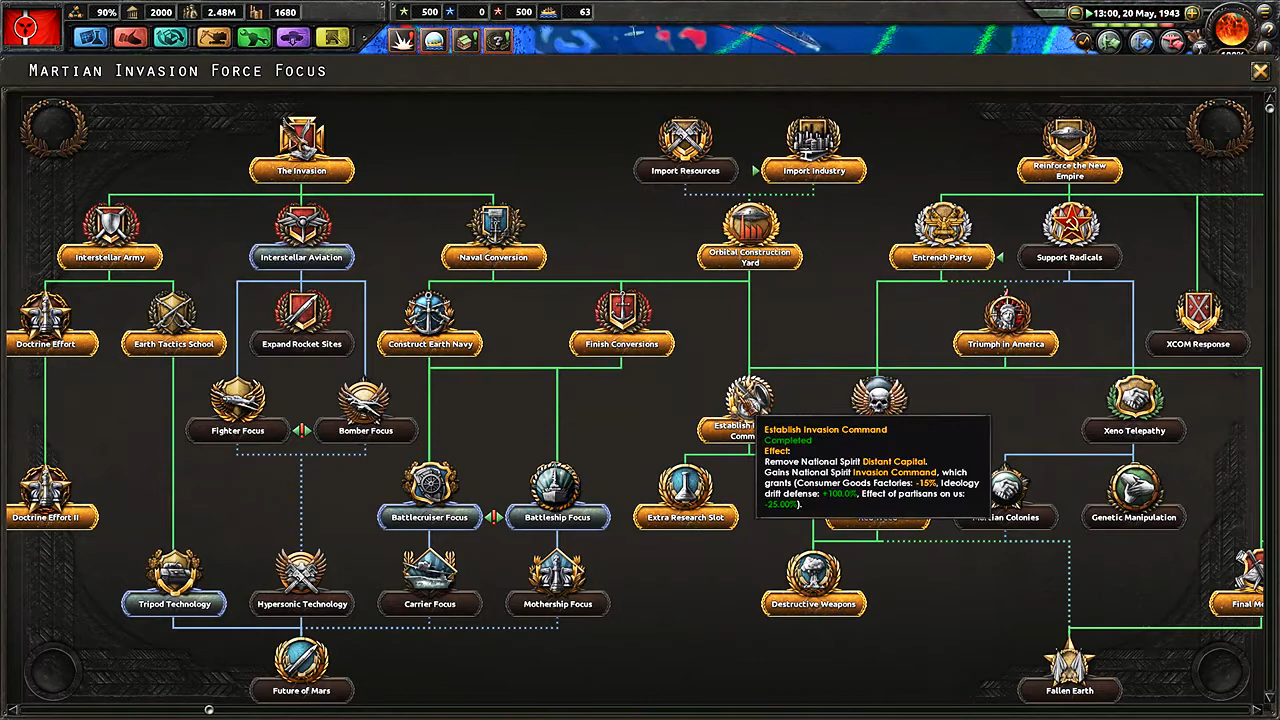 90%
2000
2.48M
1680
500
0
500
63
13:00, 20 May, 1943
MARTIAN INVASION FORCE FOCUS
The Invasion
Import Resources
Import Industry
Reinforce the New
Empire
Interstellar Army
Interstellar Aviation
Naval Conversion
Orbital Construction
Yard
Entrench Party
Support Radicals
Doctrine Effort
Earth Tactics School
Expand Rocket Sites
Construct Earth Navy
Finish Conversions
Triumph in America
XCOM Response
Fighter Focus
Bomber Focus
Establish
Comm
Xeno Telepathy
Establish Invasion Command
Completed
Effect:
Remove National Spirit Distant Capital.
Gains National Spirit Invasion Command, which
grants (Consumer Goods Factories: -15%, Ideology
drift defense: +100.0%, Effect of partisans on us:
-25.00%).
Doctrine Effort II
Battlecruiser Focus
Battleship Focus
Extra Research Slot
Martian Colonies
Genetic Manipulation
Tripod Technology
Hypersonic Technology
Carrier Focus
Mothership Focus
Destructive Weapons
Final Mo
Future of Mars
Fallen Earth